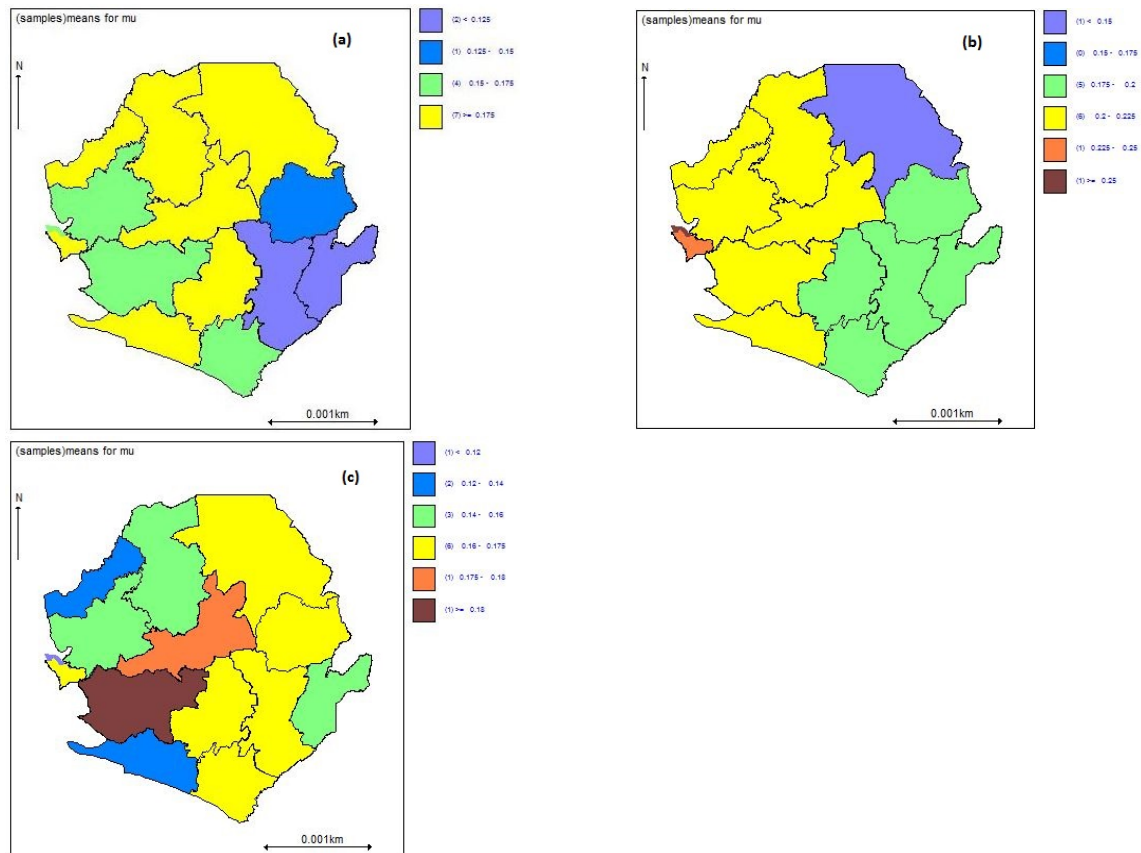 (samples)means for mu
(a)
N
(2) < 0.125
(1) 0.125 - 0.15
(4) 0.15 - 0.175
(7) >= 0.175
0.001km
(samples)means for mu
(b)
N
(1) < 0.15
(0) 0.15 - 0.175
(5) 0.175 - 0.2
(6) 0.2 - 0.225
(1) 0.225 - 0.25
(1) >= 0.25
0.001km
(samples)means for mu
(c)
N
(1) < 0.12
(2) 0.12 - 0.14
(3) 0.14 - 0.16
(6) 0.16 - 0.175
(1) 0.175 - 0.18
(1) >= 0.18
0.001km